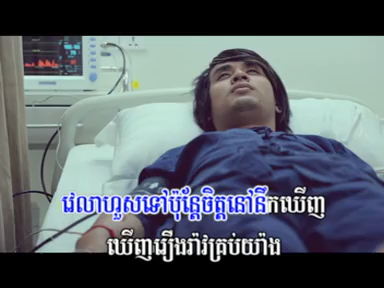 វេលាហួសទៅប៉ុន្តែចិត្តនៅនឹកឃើញ
ឃើញរឿងរ៉ាវគ្រប់យ៉ាង